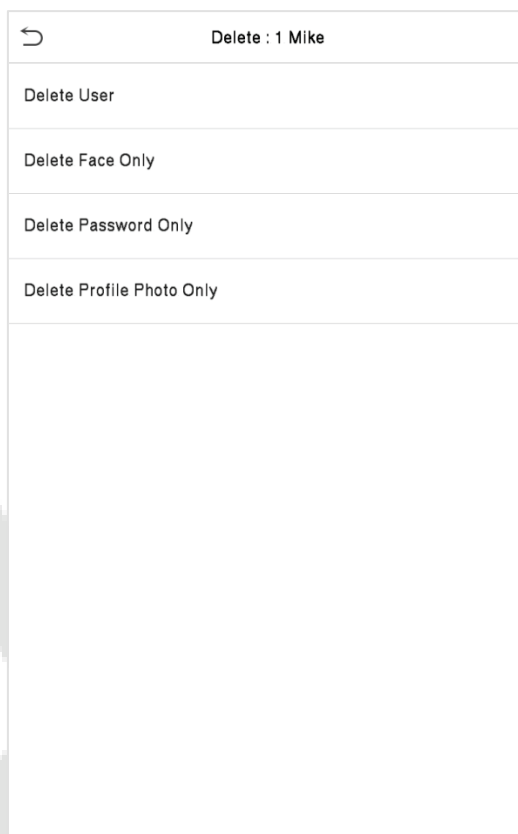 Delete : 1 Mike
Delete User
Delete Face Only
Delete Password Only
Delete Profile Photo Only